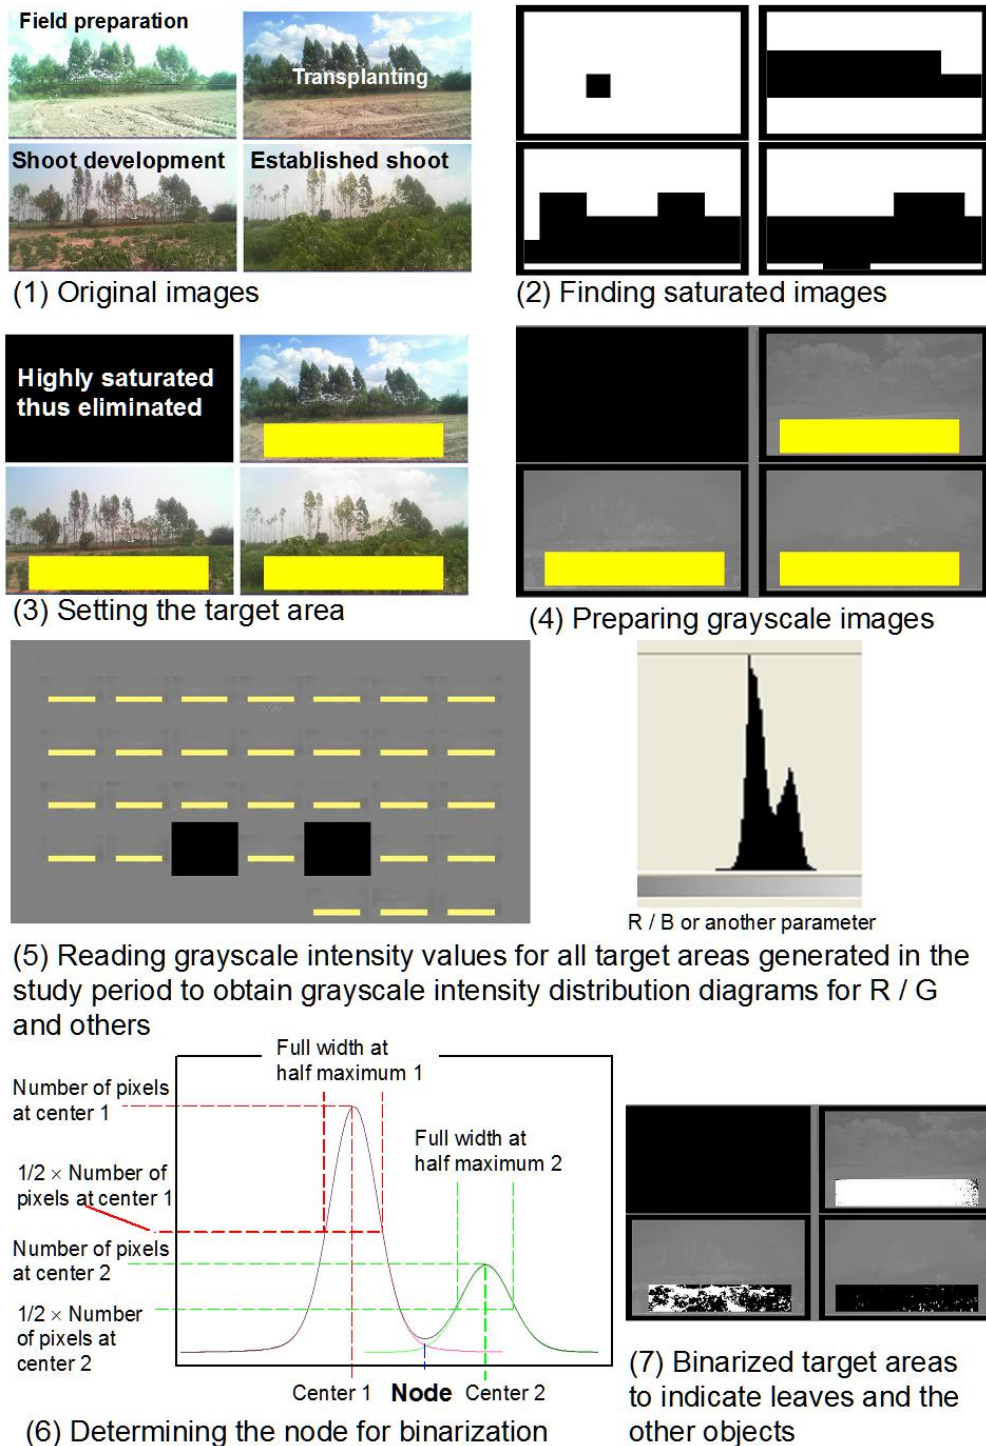 Field preparation
Transplanting
Shoot development
Established shoot
(1) Original images
(2) Finding saturated images
Highly saturated
thus eliminated
(3) Setting the target area
(4) Preparing grayscale images
R / B or another parameter
(5) Reading grayscale intensity values for all target areas generated in the
study period to obtain grayscale intensity distribution diagrams for R / G
and others
Full width at
half maximum 1
Number of pixels
at center 1
Full width at
half maximum 2
1/2 × Number of
pixels at center 1
Number of pixels
at center 2
1/2 × Number
of pixels at
center 2
Center 1
Node
Center 2
(6) Determining the node for binarization
(7) Binarized target areas
to indicate leaves and the
other objects